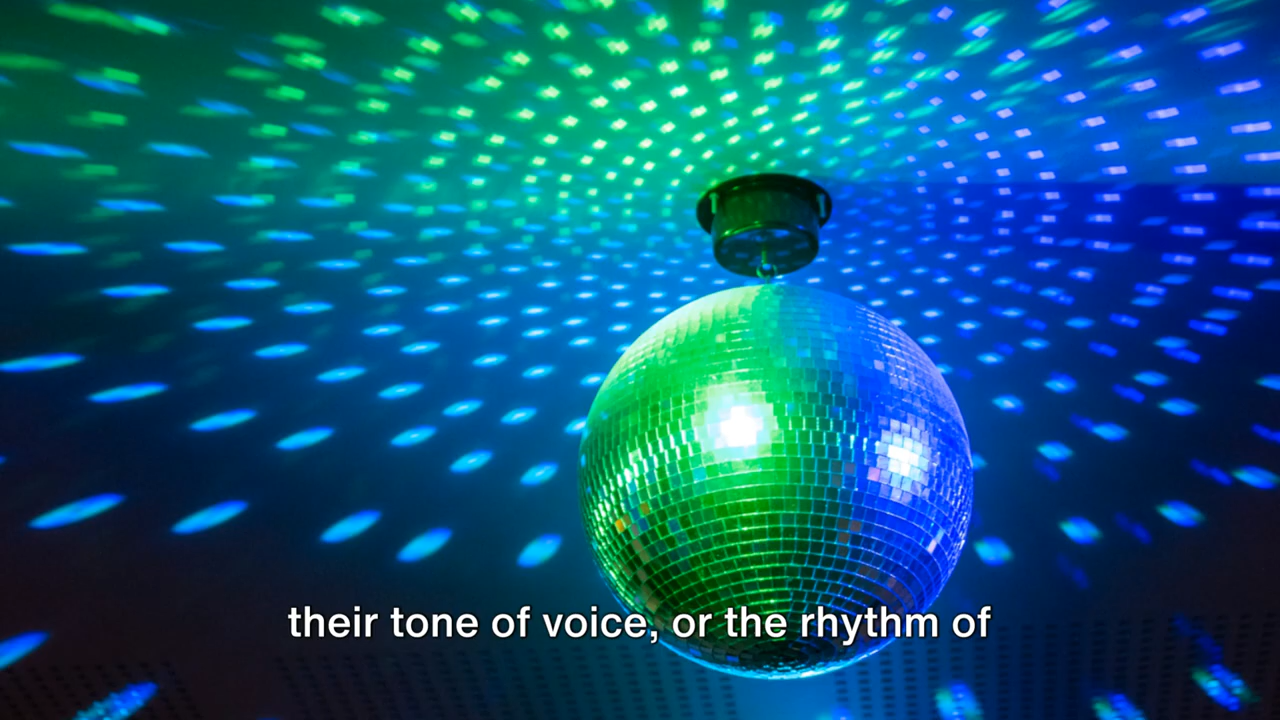 their tone of voice, or the rhythm of